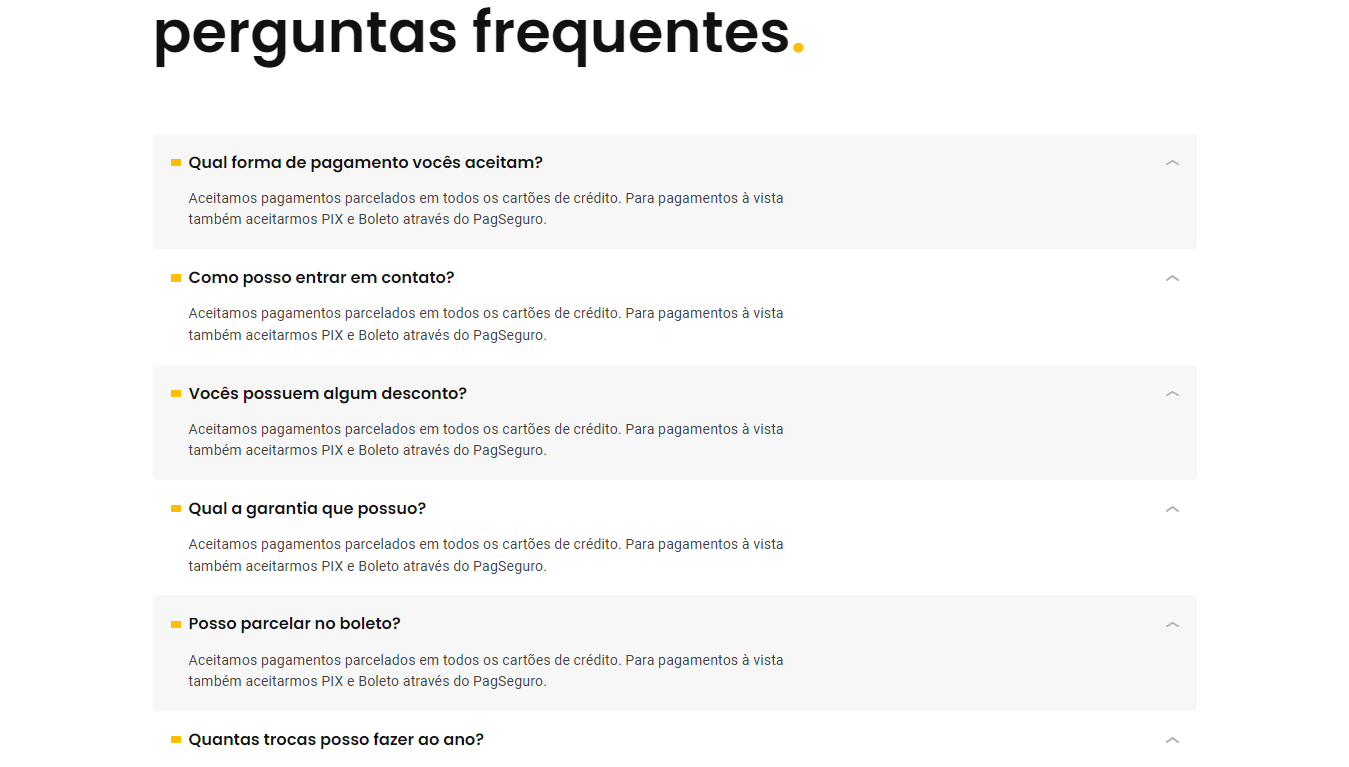 perguntas frequentes.
Qual forma de pagamento vocês aceitam?
Aceitamos pagamentos parcelados em todos os cartões de crédito. Para pagamentos à vista
também aceitarmos PIX e Boleto através do PagSeguro.
Como posso entrar em contato?
Aceitamos pagamentos parcelados em todos os cartões de crédito. Para pagamentos à vista
também aceitarmos PIX e Boleto através do PagSeguro.
Vocês possuem algum desconto?
Aceitamos pagamentos parcelados em todos os cartões de crédito. Para pagamentos à vista
também aceitarmos PIX e Boleto através do PagSeguro.
Qual a garantia que possuo?
Aceitamos pagamentos parcelados em todos os cartões de crédito. Para pagamentos à vista
também aceitarmos PIX e Boleto através do PagSeguro.
Posso parcelar no boleto?
Aceitamos pagamentos parcelados em todos os cartões de crédito. Para pagamentos à vista
também aceitarmos PIX e Boleto através do PagSeguro.
Quantas trocas posso fazer ao ano?